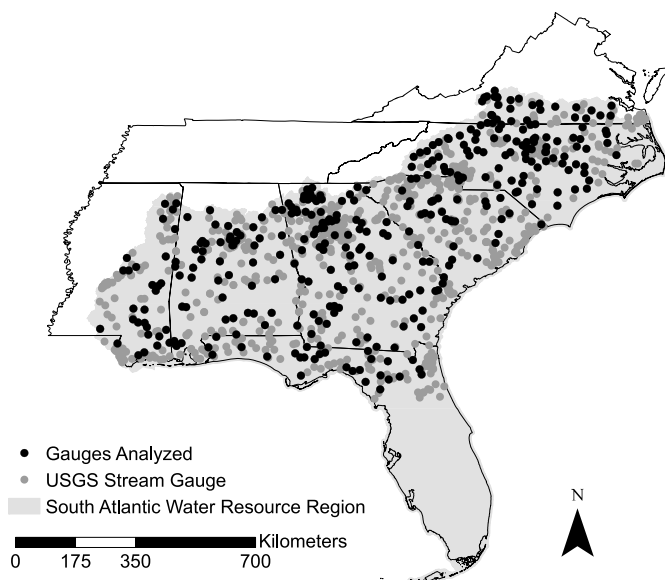 Gauges Analyzed
USGS Stream Gauge
South Atlantic Water Resource Region
N
Kilometers
0 175 350 700